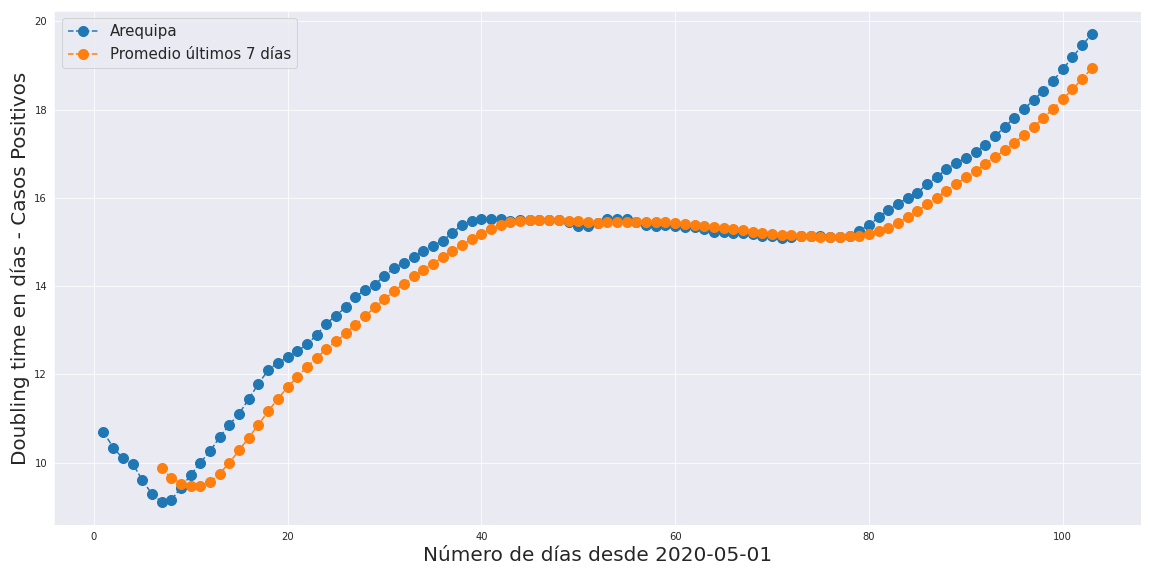 Arequipa
Promedio últimos 7 días
Doubling time en días - Casos Positivos
20
18
16
14
12
10
0 20 40 60 80 100
Número de días desde 2020-05-01